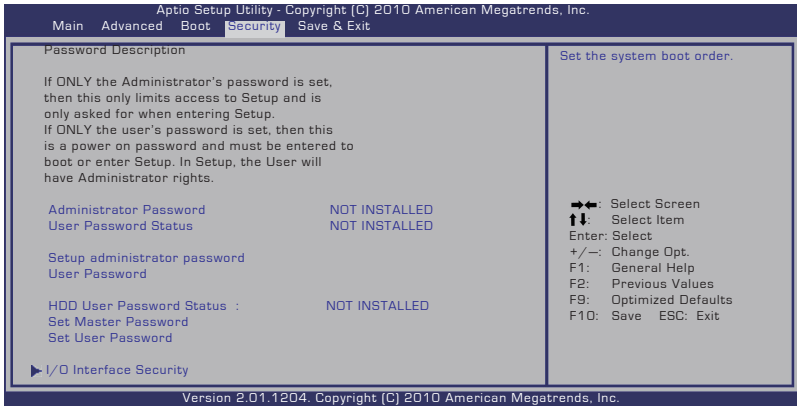 Aptio Setup Utility - Copyright (C) 2010 American Megatrends, Inc.
Main Advanced Boot Security Save & Exit
Password Description
If ONLY the Administrator's password is set,
then this only limits access to Setup and is
only asked for when entering Setup.
If ONLY the user's password is set, then this
is a power on password and must be entered to
boot or enter Setup. In Setup, the User will
have Administrator rights.
Administrator Password NOT INSTALLED
User Password Status NOT INSTALLED
Setup administrator password
User Password
HDD User Password Status : NOT INSTALLED
Set Master Password
Set User Password
I/O Interface Security
Set the system boot order.
→←: Select Screen
↑↓: Select Item
Enter: Select
+/—: Change Opt.
F1: General Help
F2: Previous Values
F9: Optimized Defaults
F10: Save ESC: Exit
Version 2.01.1204. Copyright (C) 2010 American Megatrends, Inc.